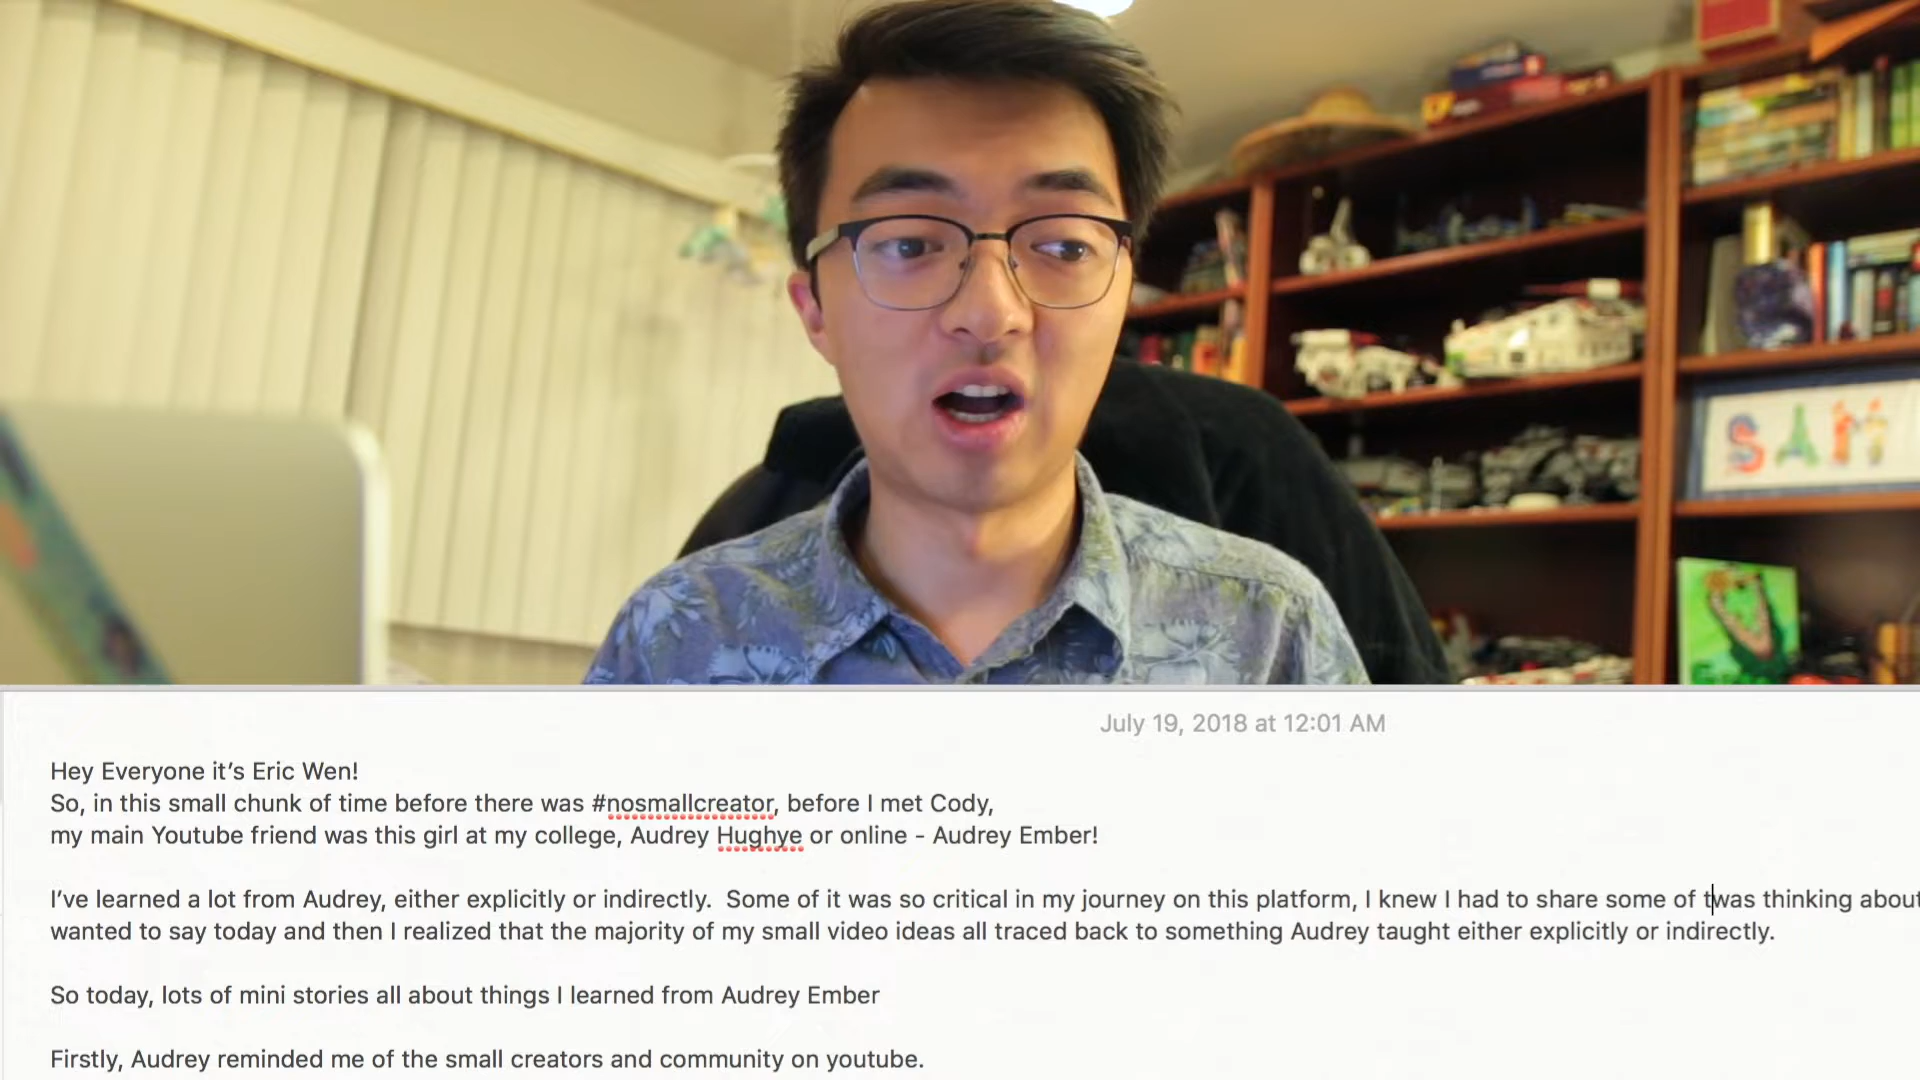 SAM
July 19, 2018 at 12:01 AM
Hey Everyone it’s Eric Wen!
So, in this small chunk of time before there was #nosmallcreator, before I met Cody,
my main Youtube friend was this girl at my college, Audrey Hughye or online - Audrey Ember!
I’ve learned a lot from Audrey, either explicitly or indirectly.  Some of it was so critical in my journey on this platform, I knew I had to share some of twas thinking about
wanted to say today and then I realized that the majority of my small video ideas all traced back to something Audrey taught either explicitly or indirectly.
So today, lots of mini stories all about things I learned from Audrey Ember
Firstly, Audrey reminded me of the small creators and community on youtube.